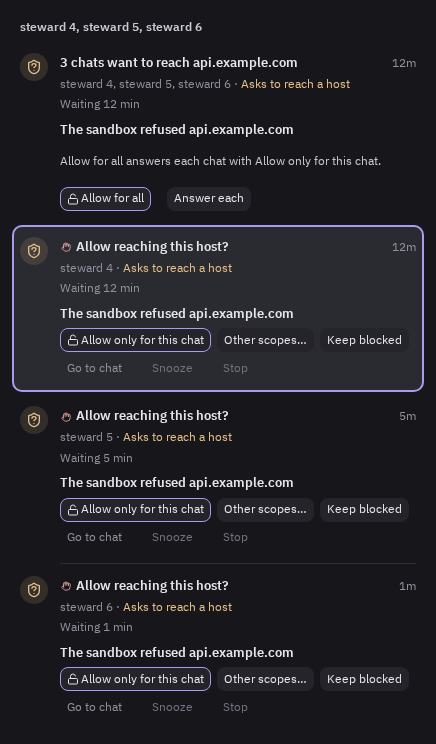 steward 4, steward 5, steward 6
3 chats want to reach api.example.com 12m
steward 4, steward 5, steward 6 · Asks to reach a host
Waiting 12 min
The sandbox refused api.example.com
Allow for all answers each chat with Allow only for this chat.
Allow for all Answer each
Allow reaching this host? 12m
steward 4 · Asks to reach a host
Waiting 12 min
The sandbox refused api.example.com
Allow only for this chat Other scopes... Keep blocked
Go to chat Snooze Stop
Allow reaching this host? 5m
steward 5 · Asks to reach a host
Waiting 5 min
The sandbox refused api.example.com
Allow only for this chat Other scopes... Keep blocked
Go to chat Snooze Stop
Allow reaching this host? 1m
steward 6 · Asks to reach a host
Waiting 1 min
The sandbox refused api.example.com
Allow only for this chat Other scopes... Keep blocked
Go to chat Snooze Stop